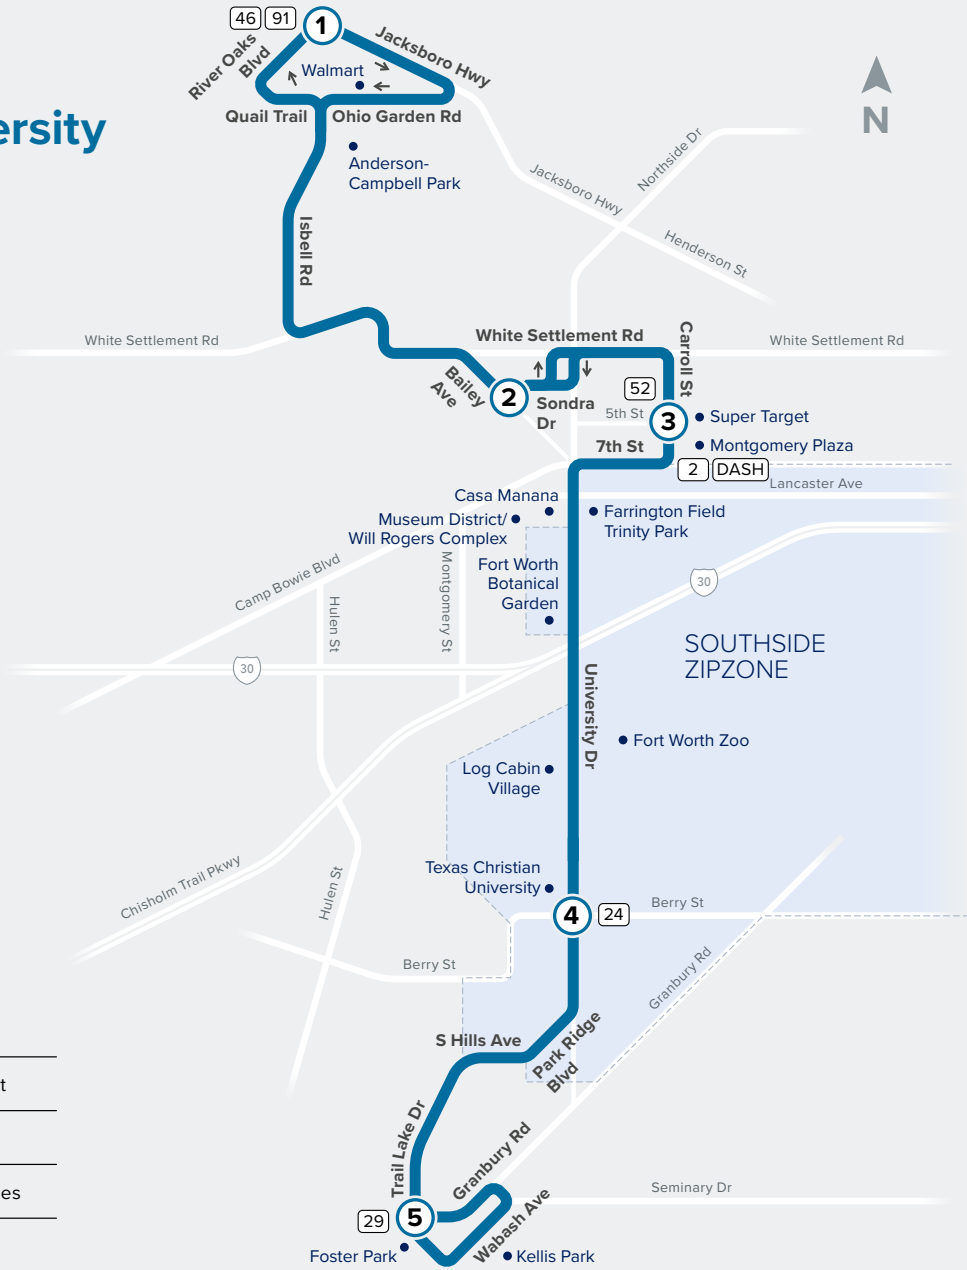 46 91 1
Jacksboro Hwy
River Oaks
Blvd
Walmart
Quail Trail
Ohio Garden Rd
ersity
N
Anderson-
Campbell Park
Northside Dr
Jacksboro Hwy
Henderson St
Isbell Rd
White Settlement Rd
White Settlement Rd
White Settlement Rd
Carroll St
Bailey
Ave
2
Sondra
Dr
52
5th St
3
Super Target
7th St
Montgomery Plaza
2 DASH
Lancaster Ave
Casa Manana
Museum District/
Will Rogers Complex
Farrington Field
Trinity Park
Camp Bowie Blvd
Montgomery St
Fort Worth
Botanical
Garden
30
Hulen St
30
SOUTHSIDE
ZIPZONE
University Dr
Fort Worth Zoo
Log Cabin
Village
Chisholm Trail Pkwy
Hulen St
Texas Christian
University
4
24
Berry St
Berry St
Granbury Rd
S Hills Ave
Park Ridge
Blvd
t
Trail Lake Dr
Granbury Rd
es
Seminary Dr
29
5
Wabash Ave
Foster Park
Kellis Park